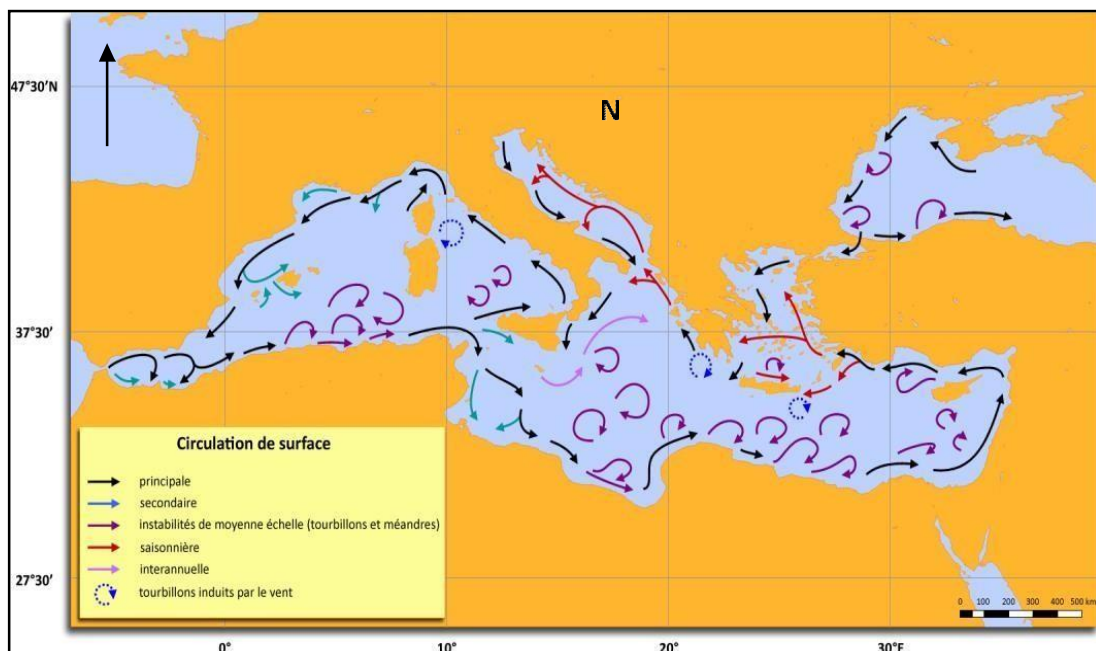 47°30'N
N
37°30'
27°30'
Circulation de surface
principale
secondaire
instabilités de moyenne échelle (tourbillons et méandres)
saisonnière
interannuelle
tourbillons induits par le vent
0 100 200 300 400 500 km
0° 10° 20° 30°E